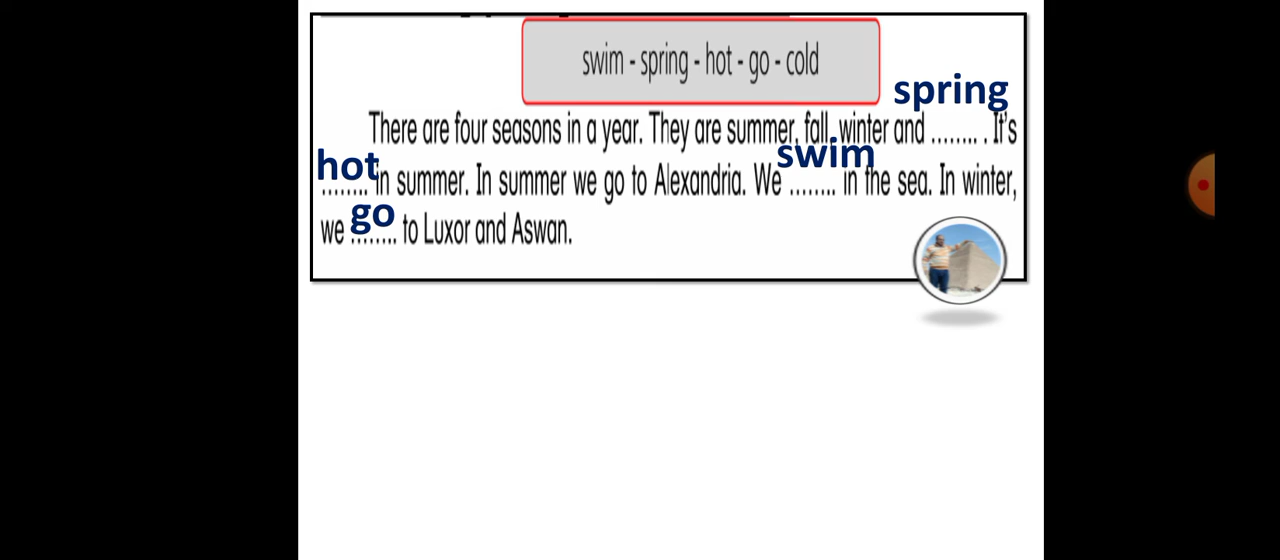 swim - spring - hot - go - cold
spring
There are four seasons in a year. They are summer, fall, winter and ........ . It's
hot swim
........ in summer. In summer we go to Alexandria. We ........ in the sea. In winter,
go
we ........ to Luxor and Aswan.